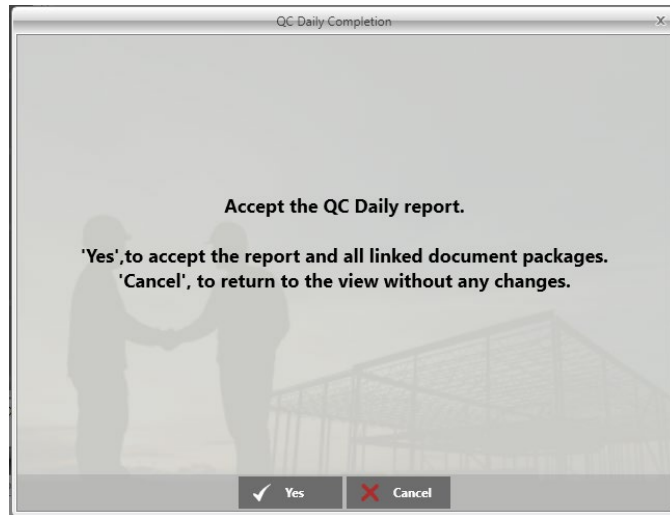 QC Daily Completion
X
Accept the QC Daily report.
'Yes',to accept the report and all linked document packages.
'Cancel', to return to the view without any changes.
Yes
Cancel